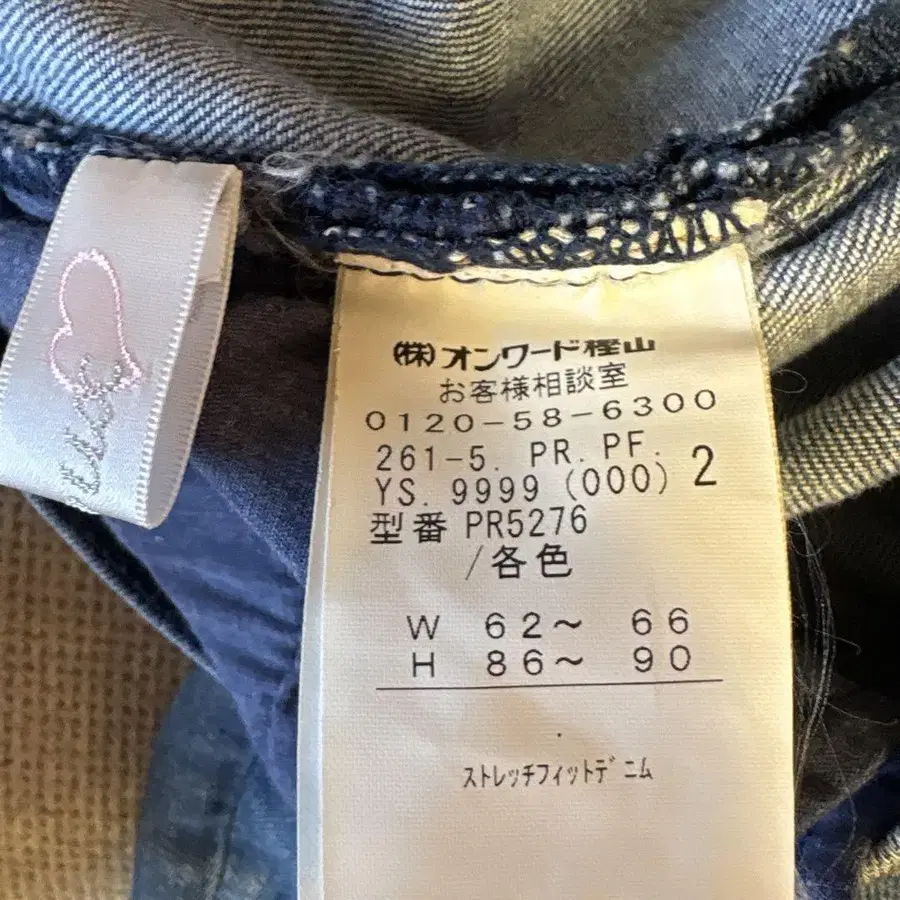 (株)オンワード樫山
お客様相談室
0120-58-6300
261-5. PR. PF.
YS. 9999 (000) 2
型番 PR5276
/各色
W 62~ 66
H 86~ 90
ストレッチフィットデニム